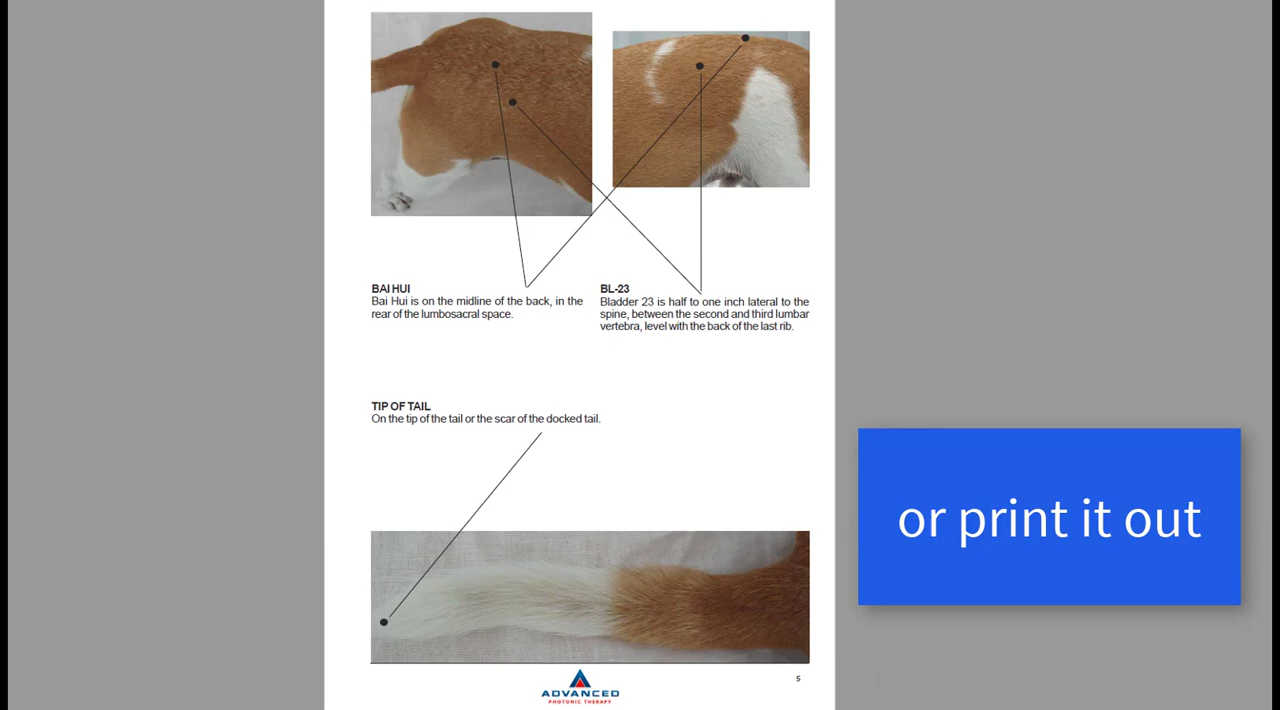 BAI HUI
Bai Hui is on the midline of the back, in the
rear of the lumbosacral space.
BL-23
Bladder 23 is half to one inch lateral to the
spine, between the second and third lumbar
vertebra, level with the back of the last rib.
TIP OF TAIL
On the tip of the tail or the scar of the docked tail.
or print it out
ADVANCED
PHOTONIC THERAPY
5